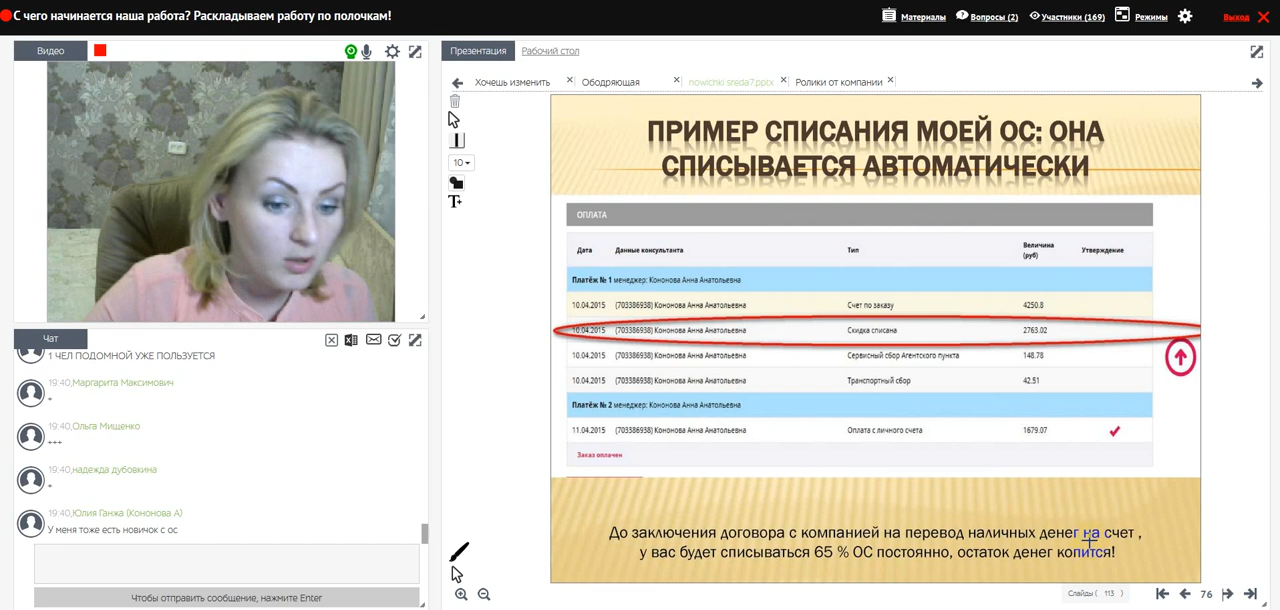 С чего начинается наша работа? Раскладываем работу по полочкам!
Материалы
Вопросы (2)
Участники (169)
Режимы
Выход
Видео
Презентация
Рабочий стол
Хочешь изменить
Ободряющая
nowichki sreda7.pptx
Ролики от компании
10
ПРИМЕР СПИСАНИЯ МОЕЙ ОС: ОНА
СПИСЫВАЕТСЯ АВТОМАТИЧЕСКИ
ОПЛАТА
Дата Данные консультанта Тип Величина (руб) Утверждение
Платёж № 1 менеджер: Кононова Анна Анатольевна
10.04.2015 (703386938) Кононова Анна Анатольевна Счет по заказу 4250.8
10.04.2015 (703386938) Кононова Анна Анатольевна Скидка списана 2763.02
10.04.2015 (703386938) Кононова Анна Анатольевна Сервисный сбор Агентского пункта 148.78
10.04.2015 (703386938) Кононова Анна Анатольевна Транспортный сбор 42.51
Платёж № 2 менеджер: Кононова Анна Анатольевна
11.04.2015 (703386938) Кононова Анна Анатольевна Оплата с личного счета 1679.07
Заказ оплачен
До заключения договора с компанией на перевод наличных денег на счет ,
у вас будет списываться 65 % ОС постоянно, остаток денег копится!
Слайды ( 113 )
76
Чат
1 ЧЕЛ ПОДОМНОЙ УЖЕ ПОЛЬЗУЕТСЯ
19:40,Маргарита Максимович
+
19:40,Ольга Мищенко
+++
19:40,надежда дубовкина
+
19:40,Юлия Ганжа (Кононова А)
У меня тоже есть новичок с ос
Чтобы отправить сообщение, нажмите Enter